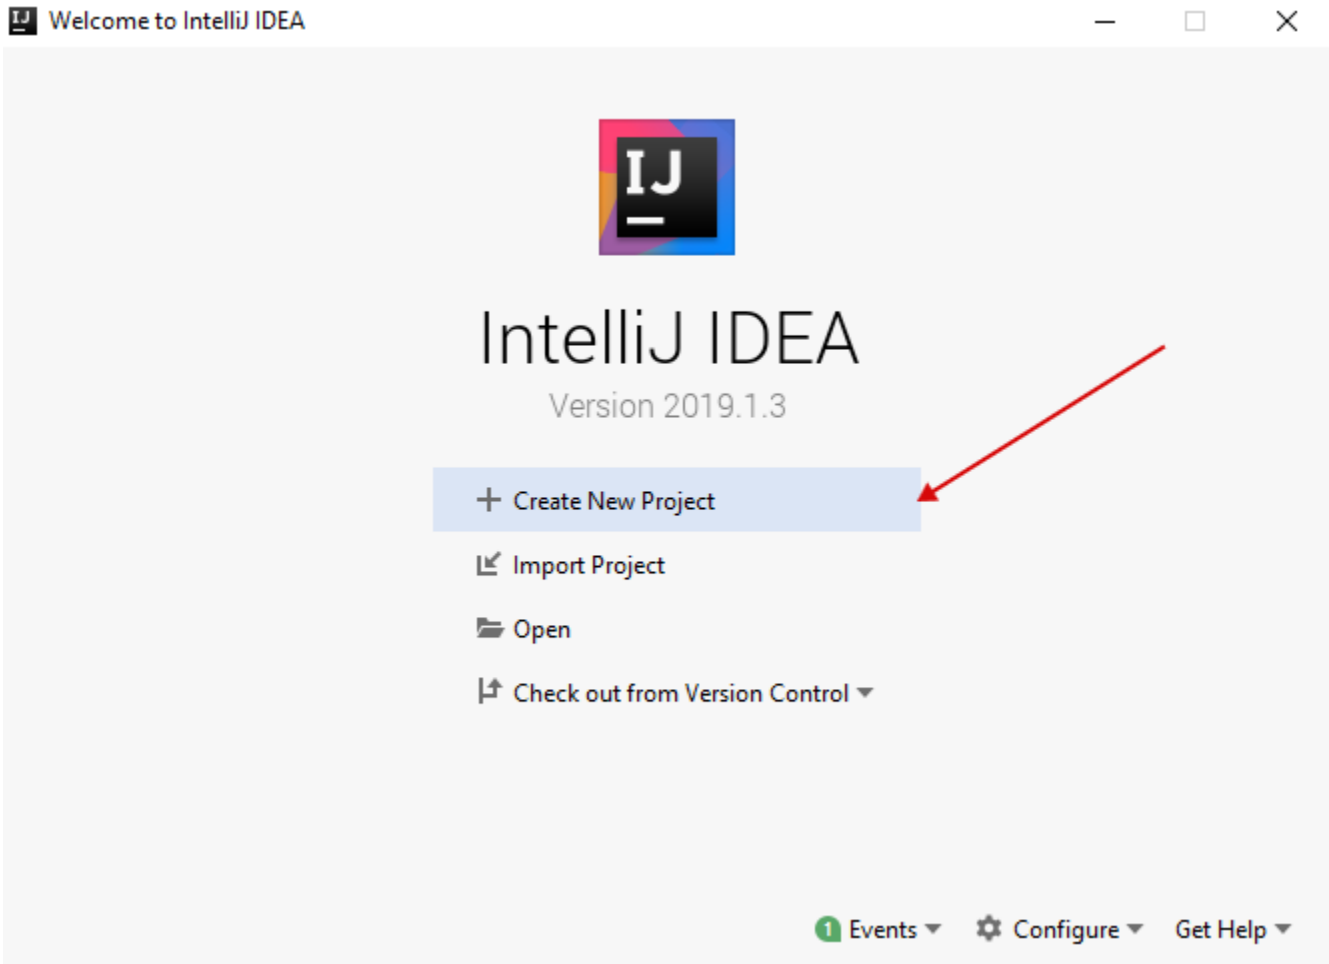 Welcome to IntelliJ IDEA
IJ
IntelliJ IDEA
Version 2019.1.3
Create New Project
Import Project
Open
Check out from Version Control
1 Events Configure Get Help